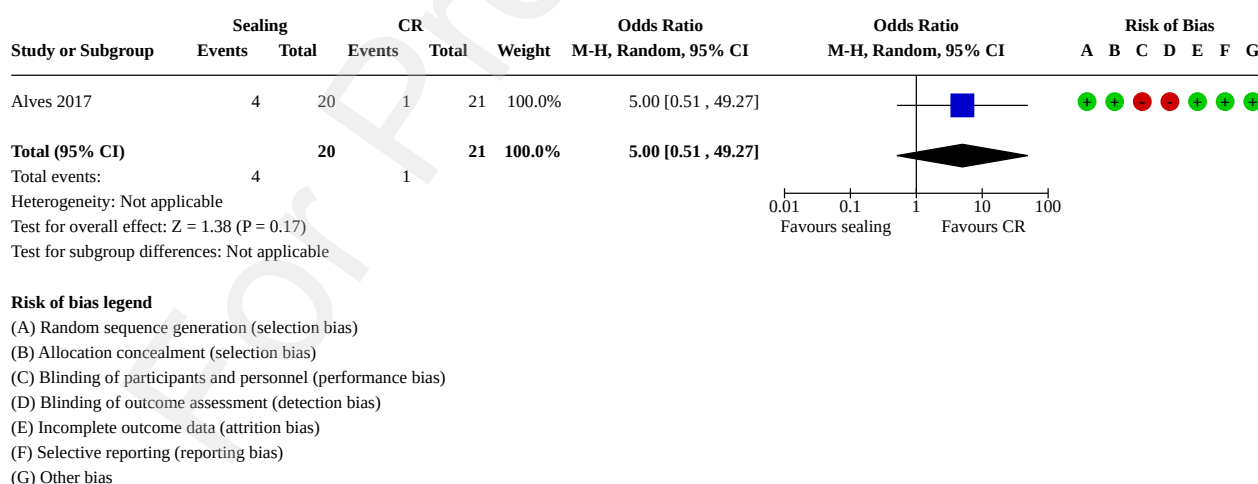 Sealing CR Odds Ratio Odds Ratio Risk of Bias
Study or Subgroup Events Total Events Total Weight M-H, Random, 95% CI M-H, Random, 95% CI A B C D E F G
Alves 2017 4 20 1 21 100.0% 5.00 [0.51 , 49.27] + + - - + + +
Total (95% CI) 20 21 100.0% 5.00 [0.51 , 49.27]
Total events: 4 1
Heterogeneity: Not applicable
0.01 0.1 1 10 100
Test for overall effect: Z = 1.38 (P = 0.17)
Favours sealing Favours CR
Test for subgroup differences: Not applicable
Risk of bias legend
(A) Random sequence generation (selection bias)
(B) Allocation concealment (selection bias)
(C) Blinding of participants and personnel (performance bias)
(D) Blinding of outcome assessment (detection bias)
(E) Incomplete outcome data (attrition bias)
(F) Selective reporting (reporting bias)
(G) Other bias
For Pr